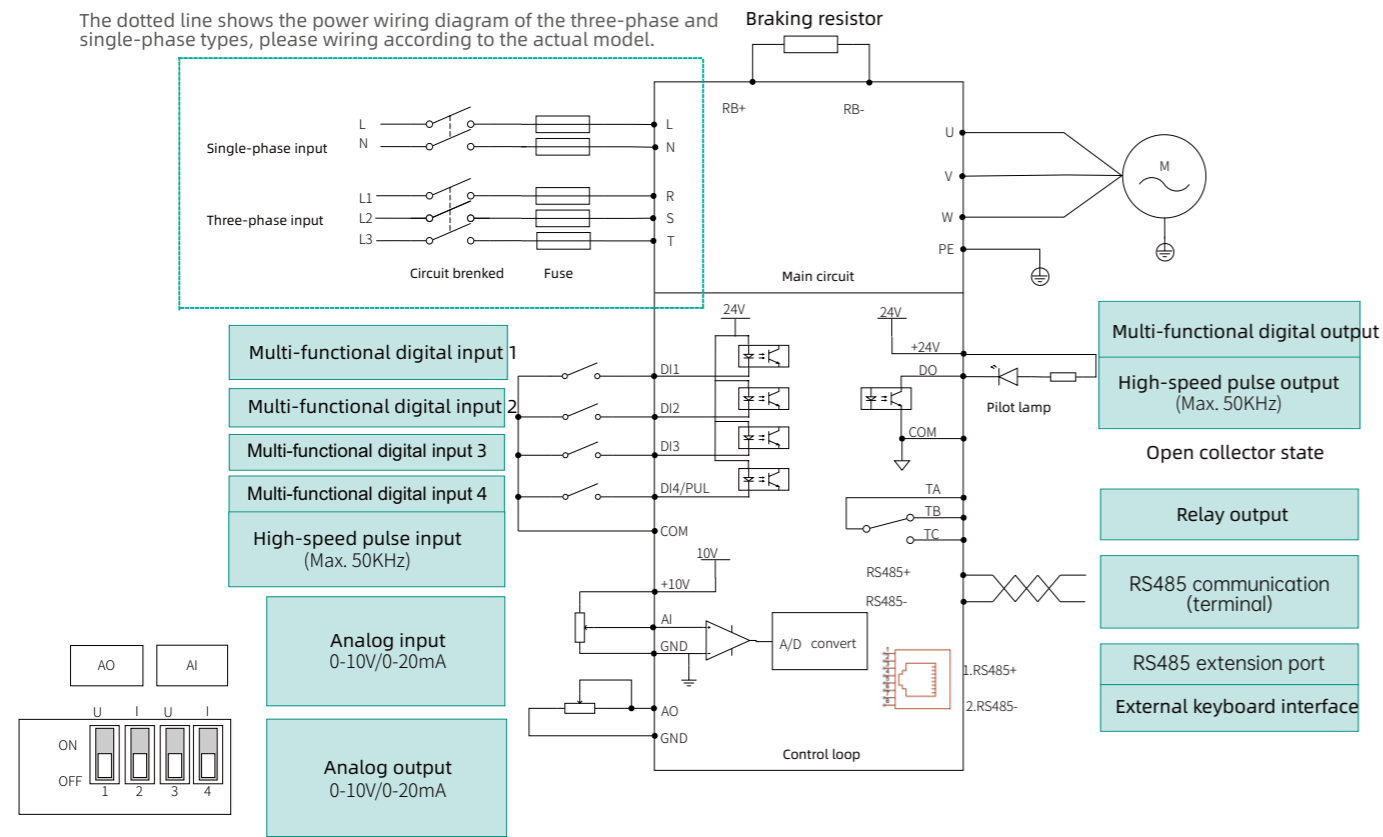 The dotted line shows the power wiring diagram of the three-phase and
single-phase types, please wiring according to the actual model.
Braking resistor
RB+
RB-
Single-phase input
L
N
L
N
Three-phase input
L1
L2
L3
R
S
T
Circuit brenked
Fuse
U
V
W
PE
M
Main circuit
Multi-functional digital input 1
Multi-functional digital input 2
Multi-functional digital input 3
Multi-functional digital input 4
High-speed pulse input
(Max. 50KHz)
24V
DI1
DI2
DI3
DI4/PUL
COM
24V
+24V
DO
COM
Pilot lamp
Multi-functional digital output
High-speed pulse output
(Max. 50KHz)
Open collector state
TA
TB
TC
Relay output
10V
+10V
AI
GND
A/D convert
AO
GND
RS485+
RS485-
RS485 communication
(terminal)
1.RS485+
2.RS485-
RS485 extension port
External keyboard interface
Control loop
Analog input
0-10V/0-20mA
Analog output
0-10V/0-20mA
AO
AI
U
I
U
I
ON
OFF
1
2
3
4